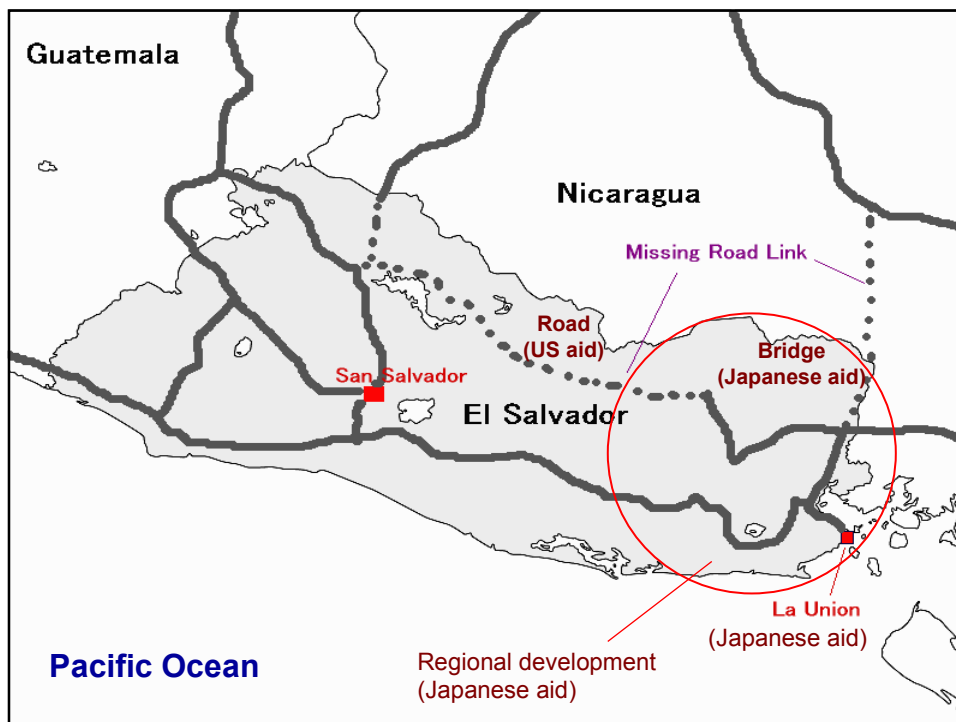 Guatemala
Nicaragua
Missing Road Link
Road
(US aid)
Bridge
(Japanese aid)
San Salvador
El Salvador
La Union
(Japanese aid)
Regional development
(Japanese aid)
Pacific Ocean